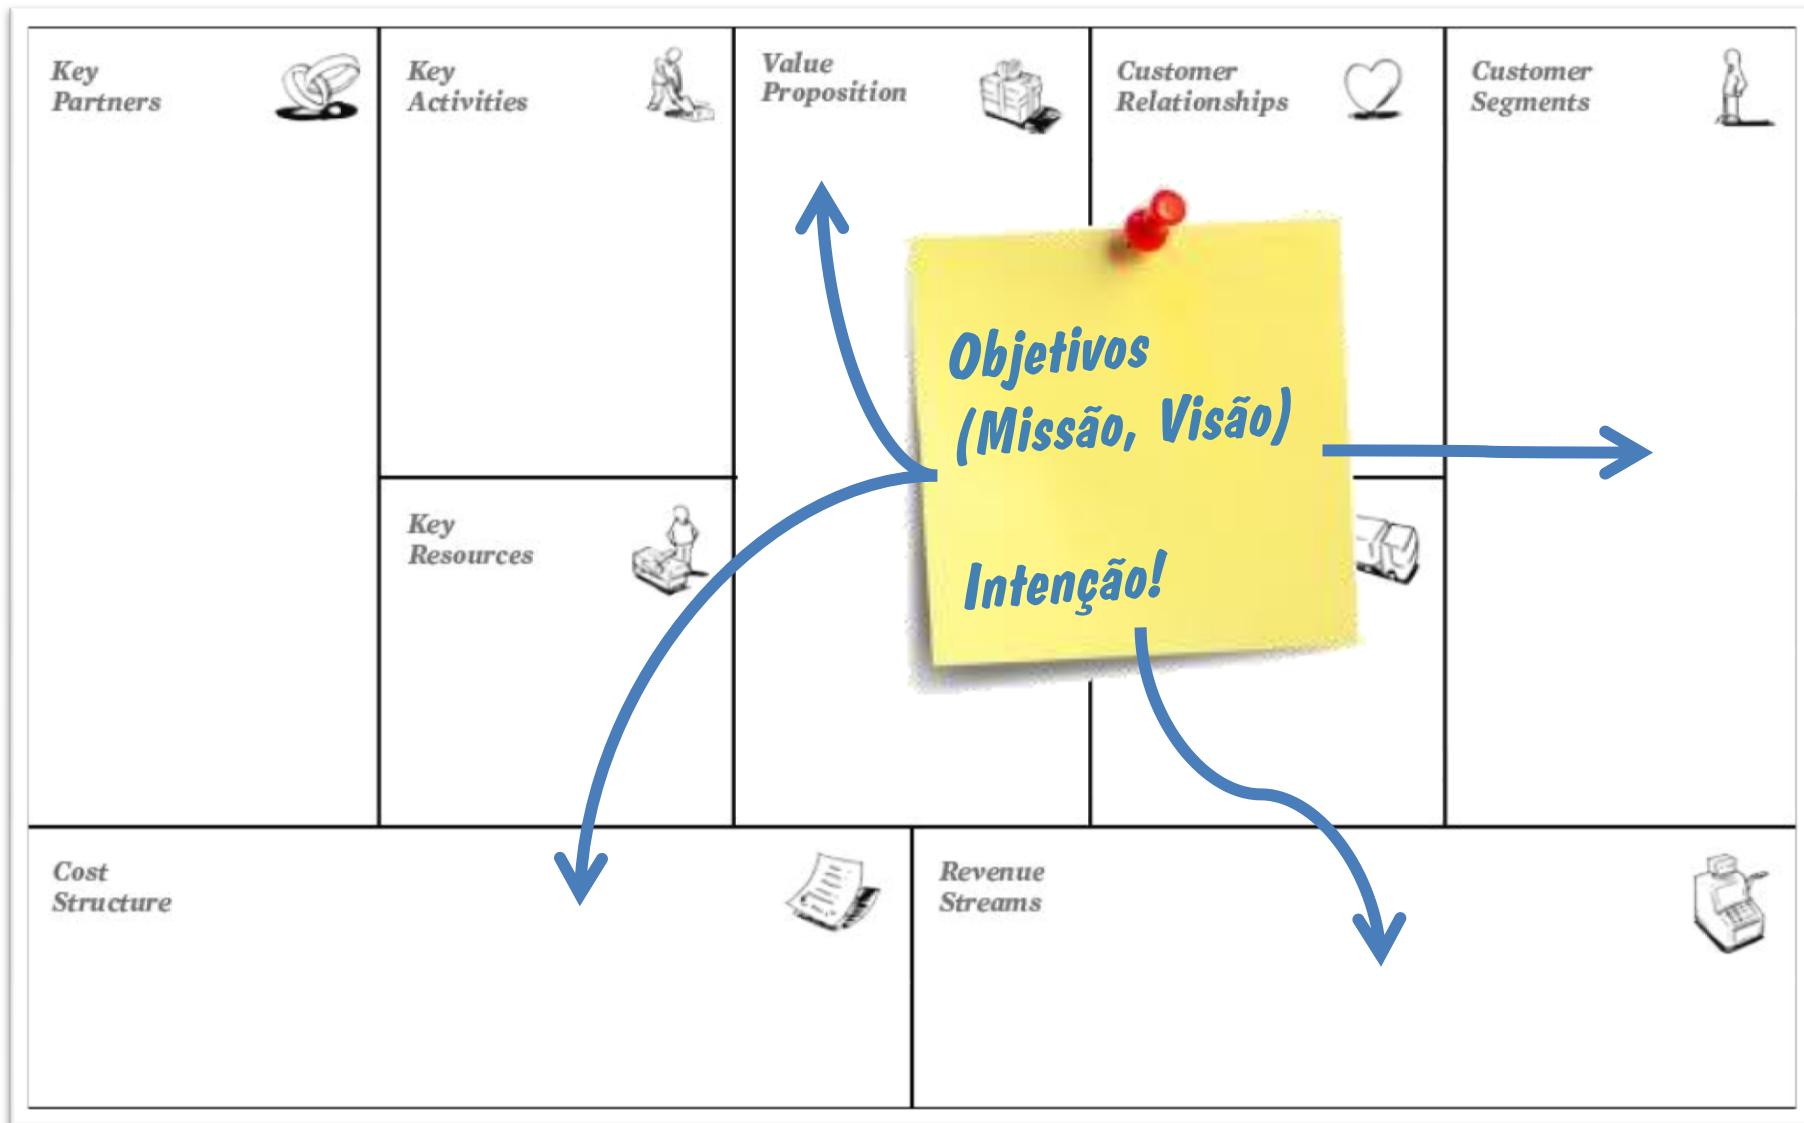 Key
Partners
Key
Activities
Value
Proposition
Customer
Relationships
Customer
Segments
Objetivos
(Missão, Visão)
Intenção!
Key
Resources
Cost
Structure
Revenue
Streams